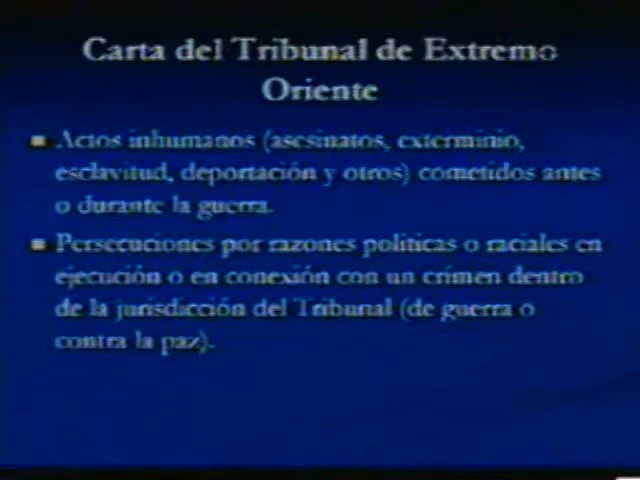 Carta del Tribunal de Extremo
Oriente
Actos inhumanos (asesinatos, exterminio,
esclavitud, deportación y otros) cometidos antes
o durante la guerra.
Persecuciones por razones políticas o raciales en
ejecución o en conexión con un crímen dentro
de la jurisdicción del Tribunal (de guerra o
contra la paz).